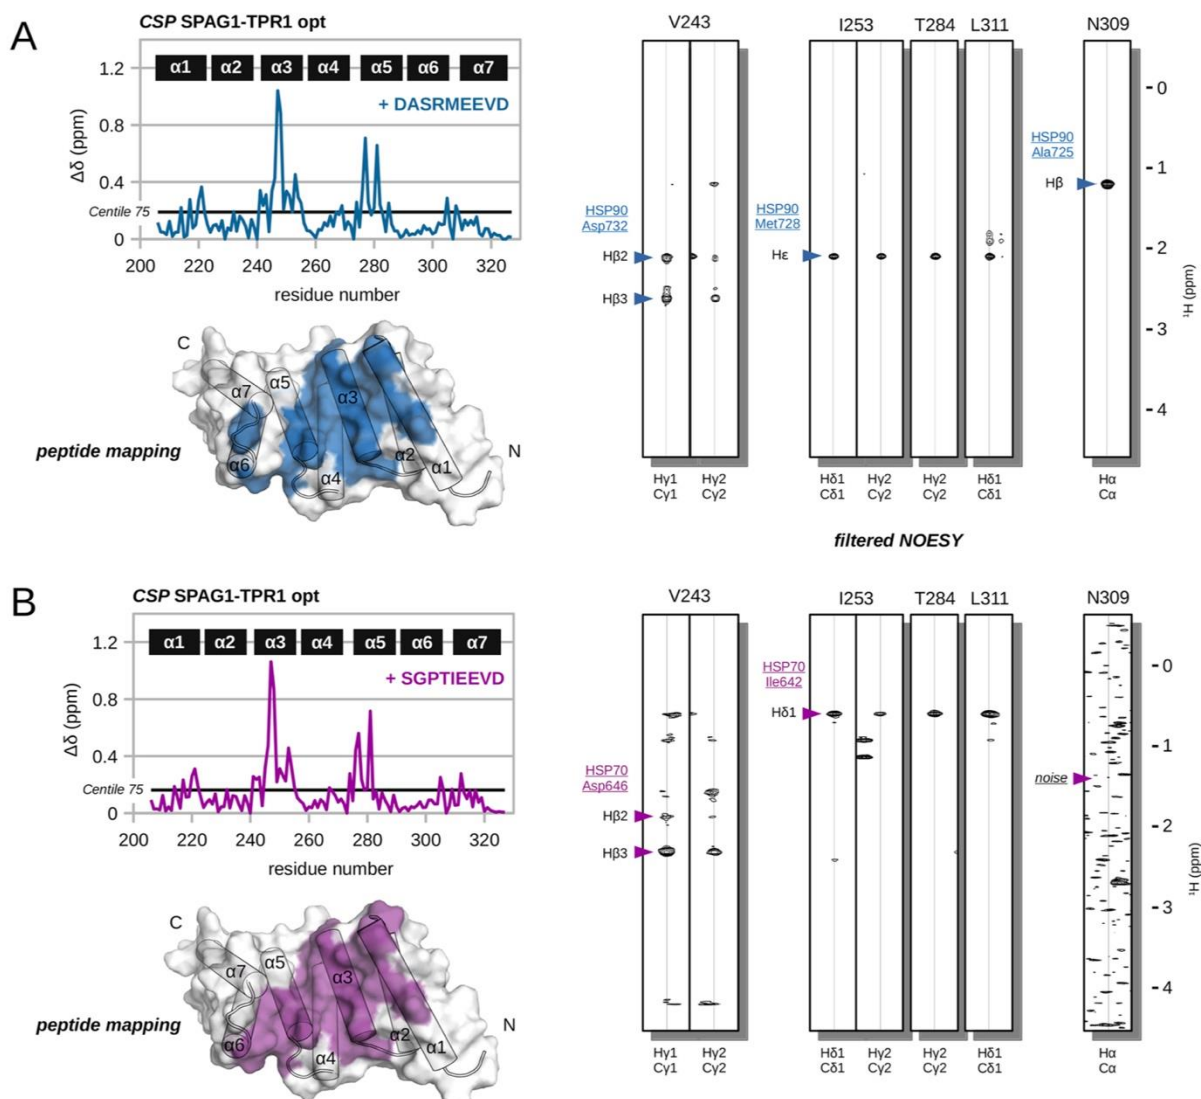 A
CSP SPAG1-TPR1 opt
α1 α2 α3 α4 α5 α6 α7
+ DASRMEEVD
1.2
0.8
0.4
0
Δδ (ppm)
Centile 75
200 220 240 260 280 300 320
residue number
C
α7
α5
α3
α6
α4
α2
α1
N
peptide mapping
V243 I253 T284 L311 N309
HSP90
Asp732
Hβ2
Hβ3
HSP90
Met728
Hε
HSP90
Ala725
Hβ
0
1
2
3
4
¹H (ppm)
Hγ1 Hγ2 Hδ1 Hγ2 Hγ2 Hδ1 Hα
Cγ1 Cγ2 Cδ1 Cγ2 Cγ2 Cδ1 Cα
filtered NOESY
B
CSP SPAG1-TPR1 opt
α1 α2 α3 α4 α5 α6 α7
+ SGPTIEEVD
1.2
0.8
0.4
0
Δδ (ppm)
Centile 75
200 220 240 260 280 300 320
residue number
C
α7
α5
α3
α6
α4
α2
α1
N
peptide mapping
V243 I253 T284 L311 N309
HSP70
Asp646
Hβ2
Hβ3
HSP70
Ile642
Hδ1
noise
0
1
2
3
4
¹H (ppm)
Hγ1 Hγ2 Hδ1 Hγ2 Hγ2 Hδ1 Hα
Cγ1 Cγ2 Cδ1 Cγ2 Cγ2 Cδ1 Cα